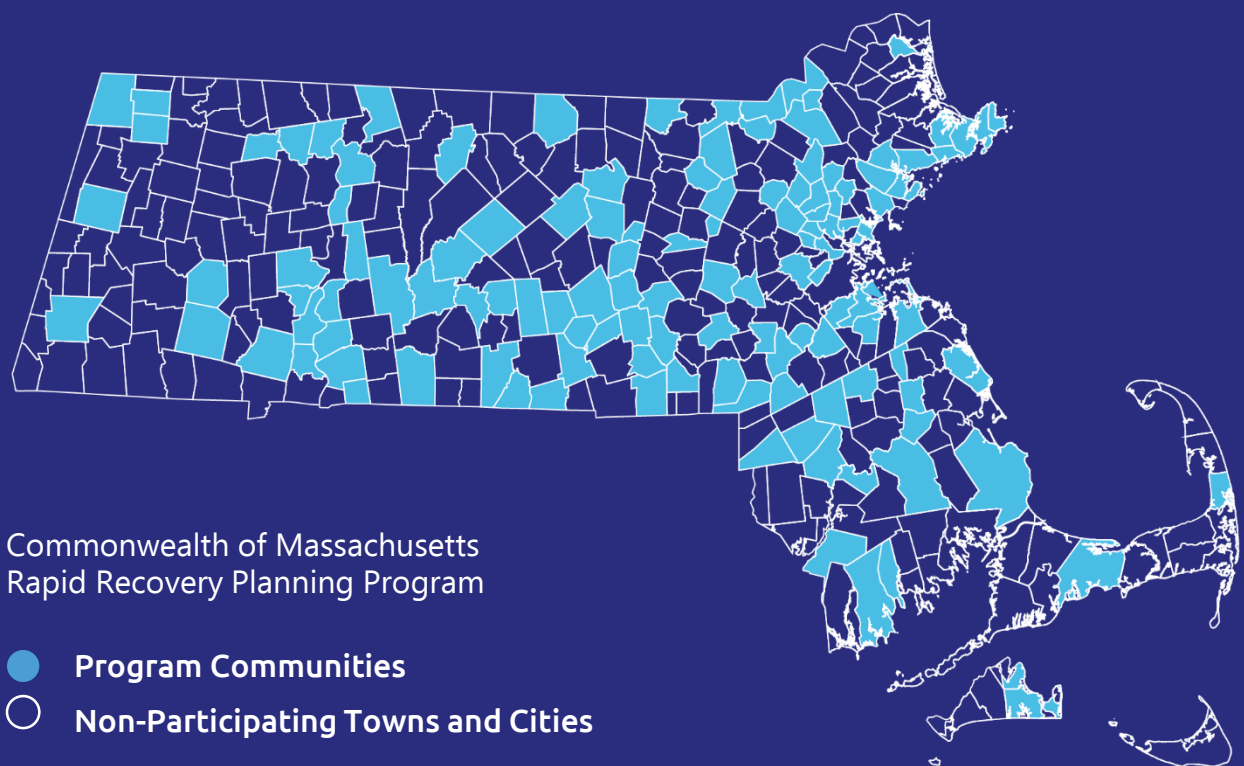 Commonwealth of Massachusetts
Rapid Recovery Planning Program
Program Communities
Non-Participating Towns and Cities